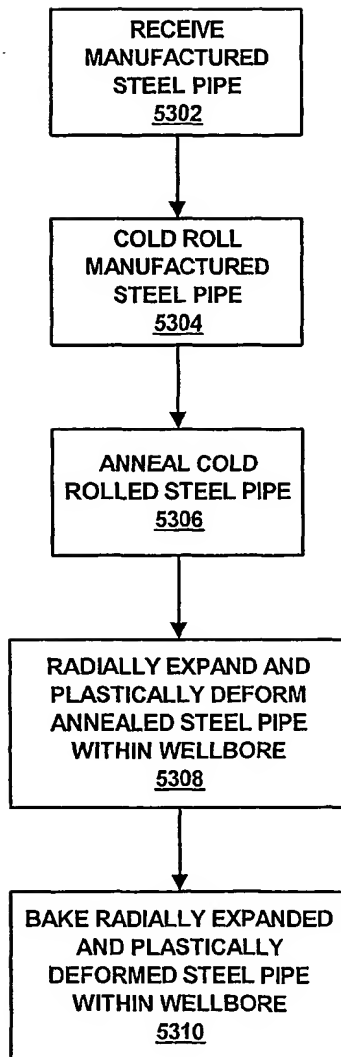 RECEIVE
MANUFACTURED
STEEL PIPE
5302
COLD ROLL
MANUFACTURED
STEEL PIPE
5304
ANNEAL COLD
ROLLED STEEL PIPE
5306
RADIALLY EXPAND AND
PLASTICALLY DEFORM
ANNEALED STEEL PIPE
WITHIN WELLBORE
5308
BAKE RADIALLY EXPANDED
AND PLASTICALLY
DEFORMED STEEL PIPE
WITHIN WELLBORE
5310